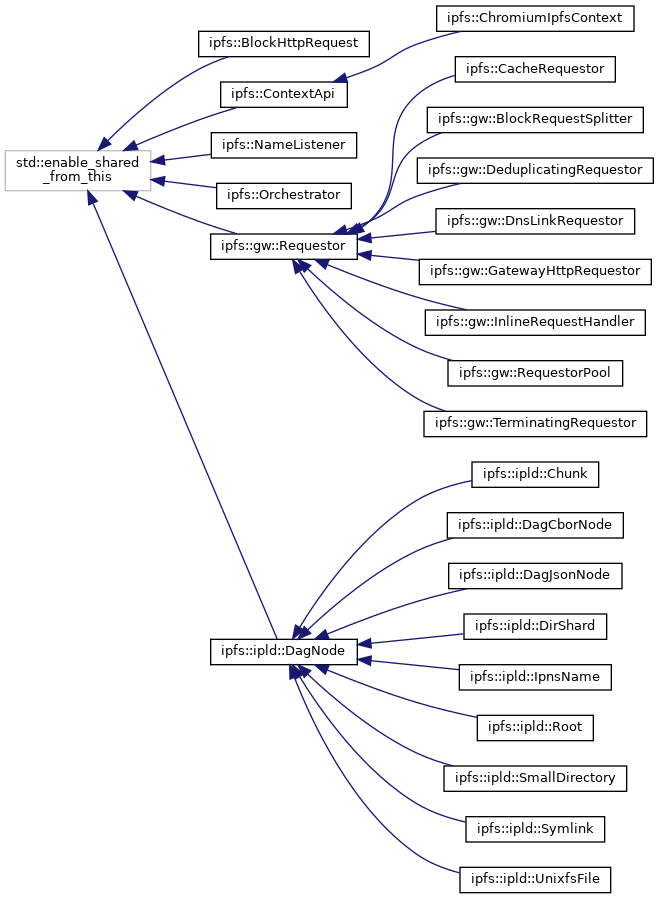 std::enable_shared
_from_this
ipfs::BlockHttpRequest
ipfs::ContextApi
ipfs::NameListener
ipfs::Orchestrator
ipfs::gw::Requestor
ipfs::ipld::DagNode
ipfs::ChromiumIpfsContext
ipfs::CacheRequestor
ipfs::gw::BlockRequestSplitter
ipfs::gw::DeduplicatingRequestor
ipfs::gw::DnsLinkRequestor
ipfs::gw::GatewayHttpRequestor
ipfs::gw::InlineRequestHandler
ipfs::gw::RequestorPool
ipfs::gw::TerminatingRequestor
ipfs::ipld::Chunk
ipfs::ipld::DagCborNode
ipfs::ipld::DagJsonNode
ipfs::ipld::DirShard
ipfs::ipld::IpnsName
ipfs::ipld::Root
ipfs::ipld::SmallDirectory
ipfs::ipld::Symlink
ipfs::ipld::UnixfsFile